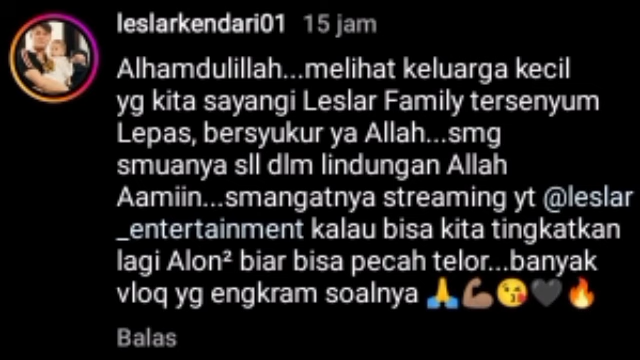 leslarkendari01 15 jam
Alhamdulillah...melihat keluarga kecil
yg kita sayangi Leslar Family tersenyum
Lepas, bersyukur ya Allah...smg
smuanya sll dlm lindungan Allah
Aamiin...smangatnya streaming yt @leslar
_entertainment kalau bisa kita tingkatkan
lagi Alon² biar bisa pecah telor...banyak
vloq yg engkram soalnya 🙏💪🏽😘🖤🔥
Balas